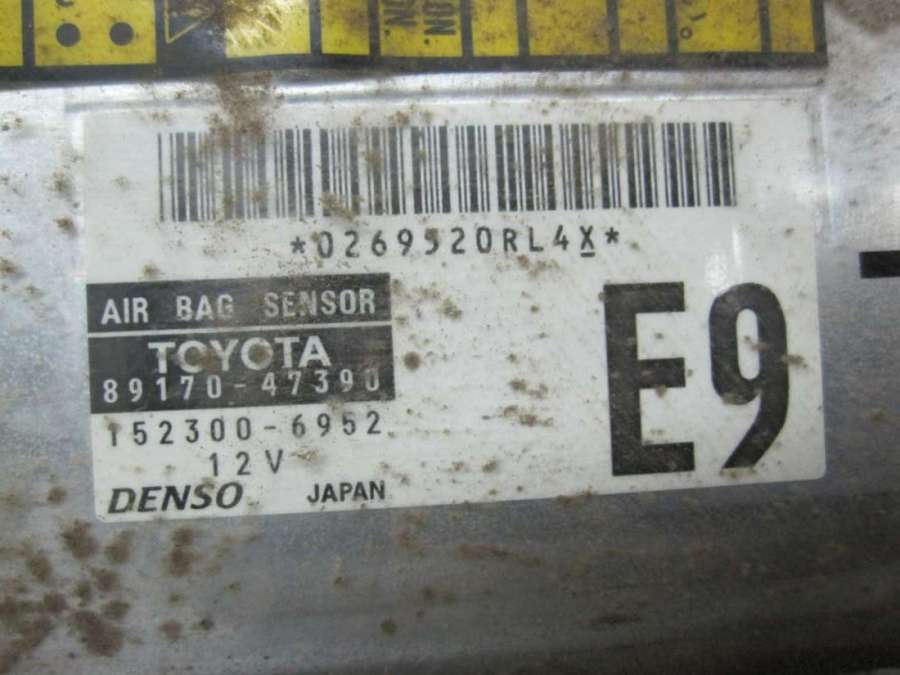 *0269520RL4X*
AIR BAG SENSOR
TOYOTA
89170-47390
152300-6952
12V
DENSO JAPAN
E9